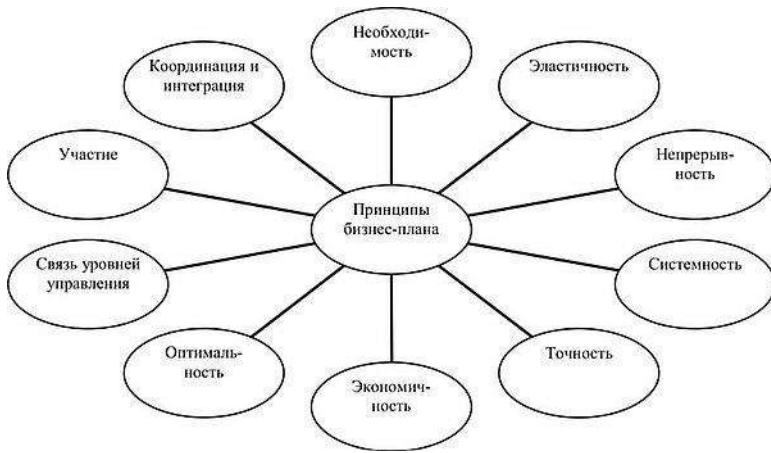 Необходи-
мость
Координация и
интеграция
Эластичность
Участие
Непрерыв-
ность
Принципы
бизнес-плана
Связь уровней
управления
Системность
Оптималь-
ность
Точность
Экономич-
ность